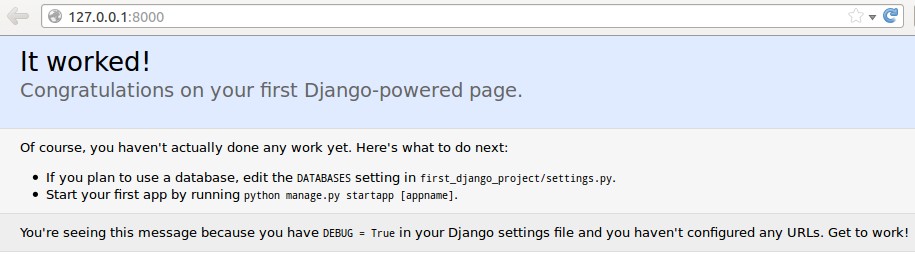 127.0.0.1:8000
It worked!
Congratulations on your first Django-powered page.
Of course, you haven't actually done any work yet. Here's what to do next:
• If you plan to use a database, edit the DATABASES setting in first_django_project/settings.py.
• Start your first app by running python manage.py startapp [appname].
You're seeing this message because you have DEBUG = True in your Django settings file and you haven't configured any URLs. Get to work!